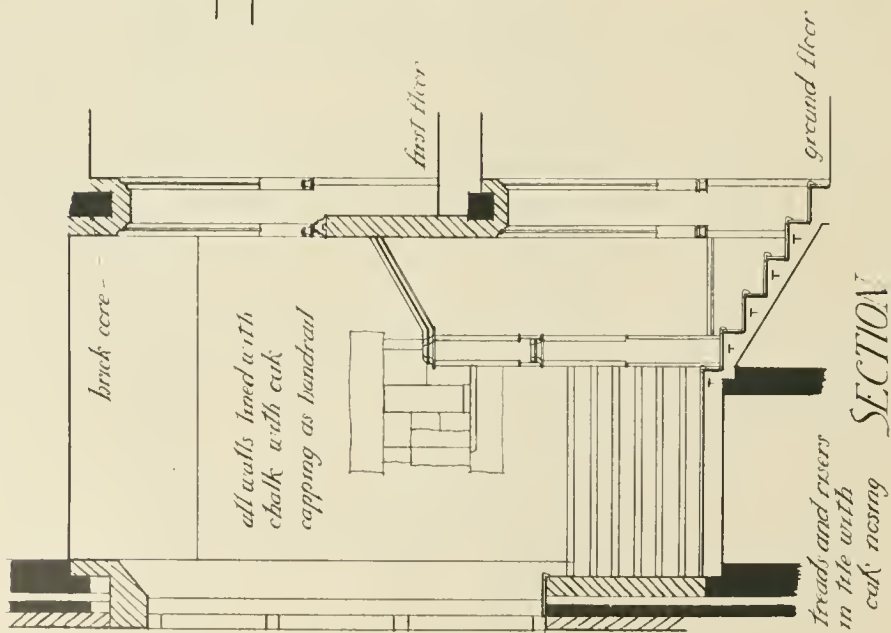 brick core -
first floor
all walls lined with
chalk with oak
capping as handrail
ground floor
treads and risers
in tile with
oak nosing
SECTION
T
T
T
T
T